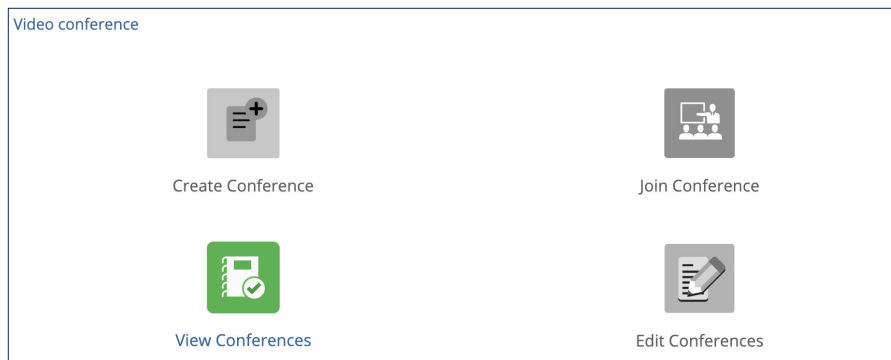 Video conference
Create Conference
Join Conference
View Conferences
Edit Conferences